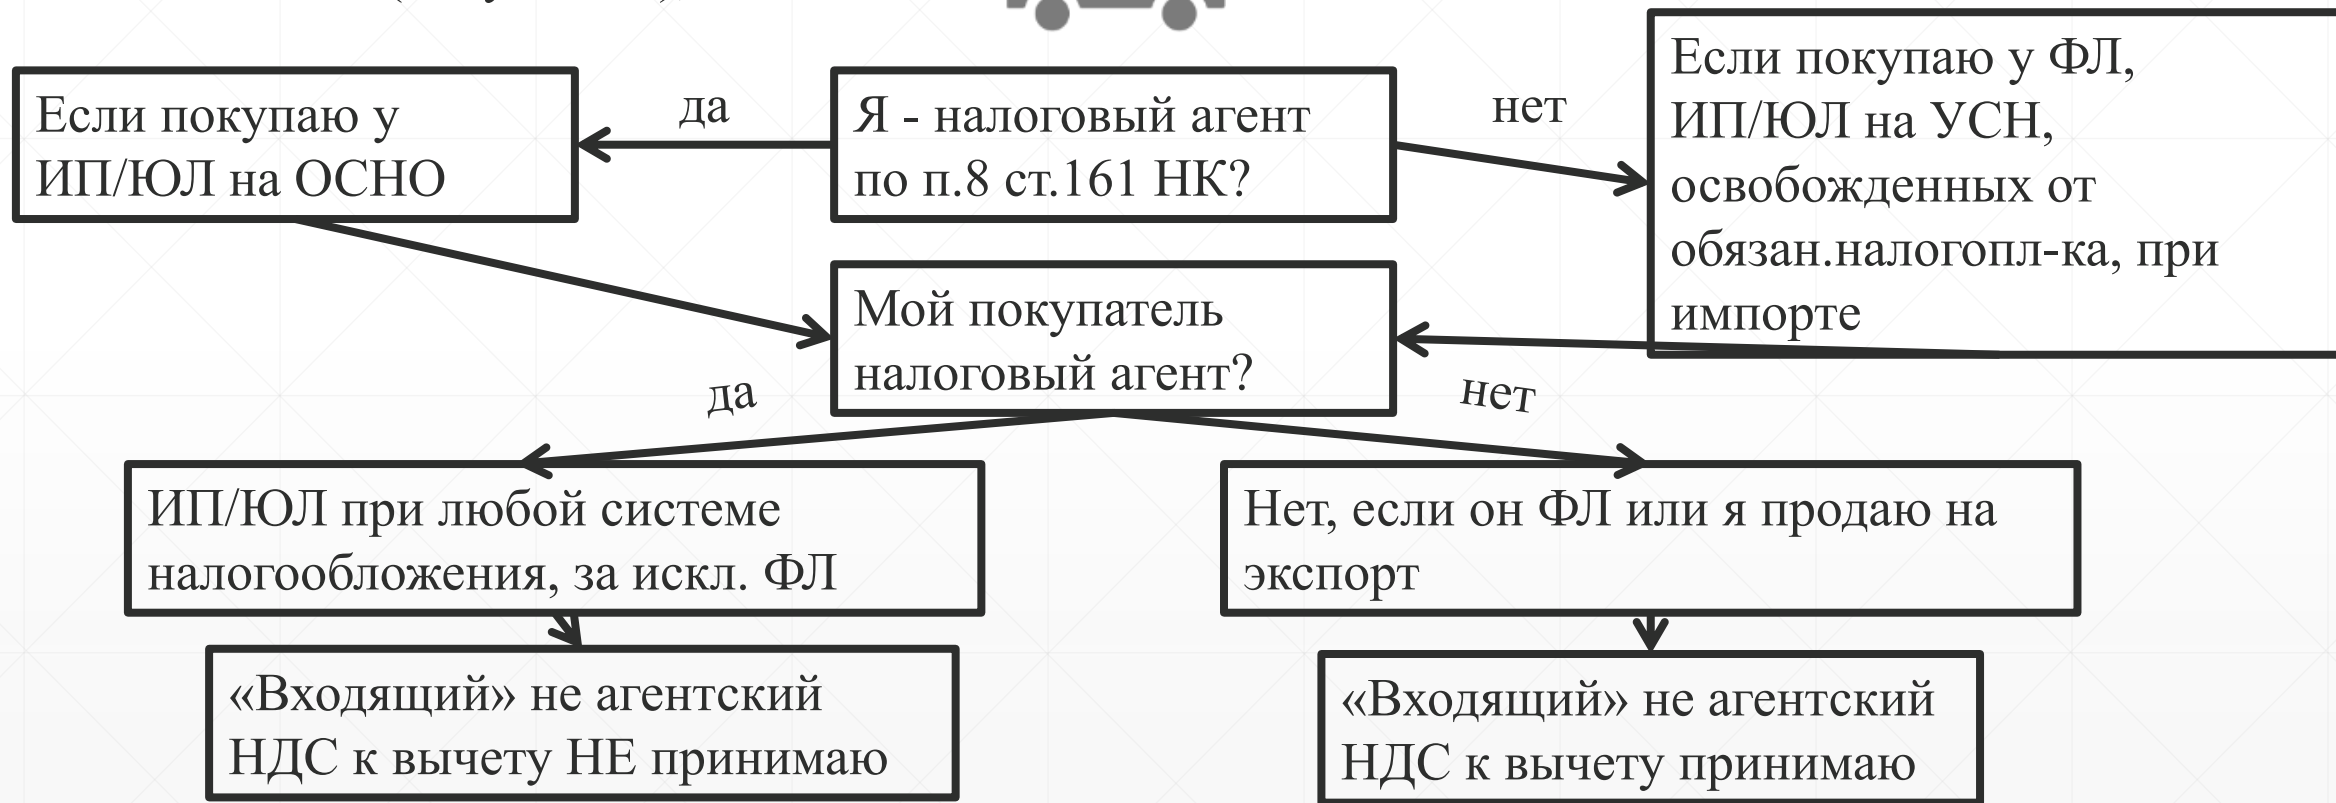 Если покупаю у
ИП/ЮЛ на ОСНО
да
Я - налоговый агент
по п.8 ст.161 НК?
нет
Если покупаю у ФЛ,
ИП/ЮЛ на УСН,
освобожденных от
обязан.налогопл-ка, при
импорте
Мой покупатель
налоговый агент?
да
нет
ИП/ЮЛ при любой системе
налогообложения, за искл. ФЛ
Нет, если он ФЛ или я продаю на
экспорт
«Входящий» не агентский
НДС к вычету НЕ принимаю
«Входящий» не агентский
НДС к вычету принимаю